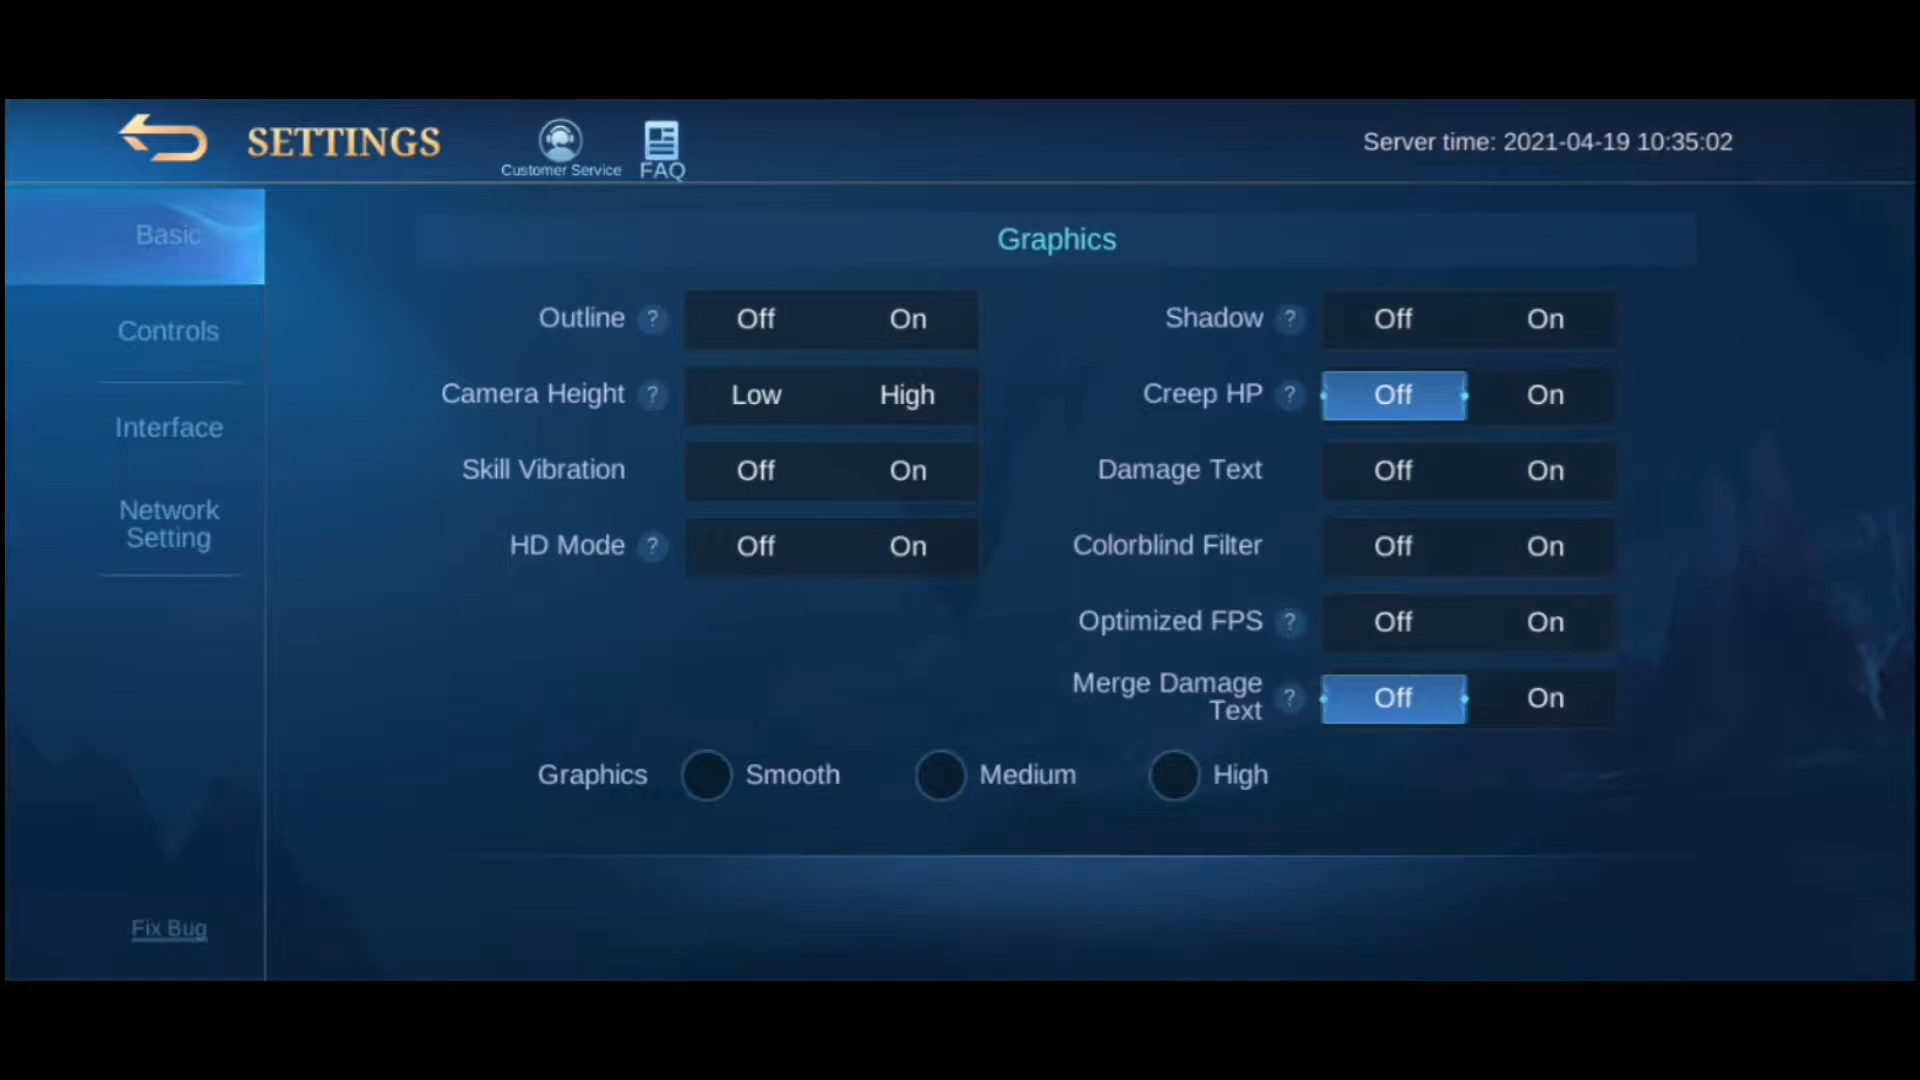 SETTINGS
Customer Service
FAQ
Server time: 2021-04-19 10:35:02
Basic
Controls
Interface
Network
Setting
Fix Bug
Graphics
Outline ? Off On
Shadow ? Off On
Camera Height ? Low High
Creep HP ? Off On
Skill Vibration Off On
Damage Text Off On
HD Mode ? Off On
Colorblind Filter Off On
Optimized FPS ? Off On
Merge Damage
Text ? Off On
Graphics Smooth Medium High